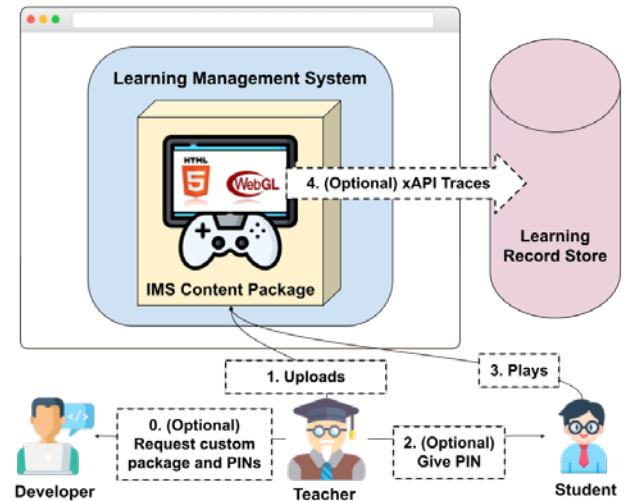 Learning Management System
HTML
5
WebGL
4. (Optional) xAPI Traces
Learning
Record Store
IMS Content Package
1. Uploads
3. Plays
0. (Optional)
Request custom
package and PINs
2. (Optional)
Give PIN
</>
Developer
Teacher
Student